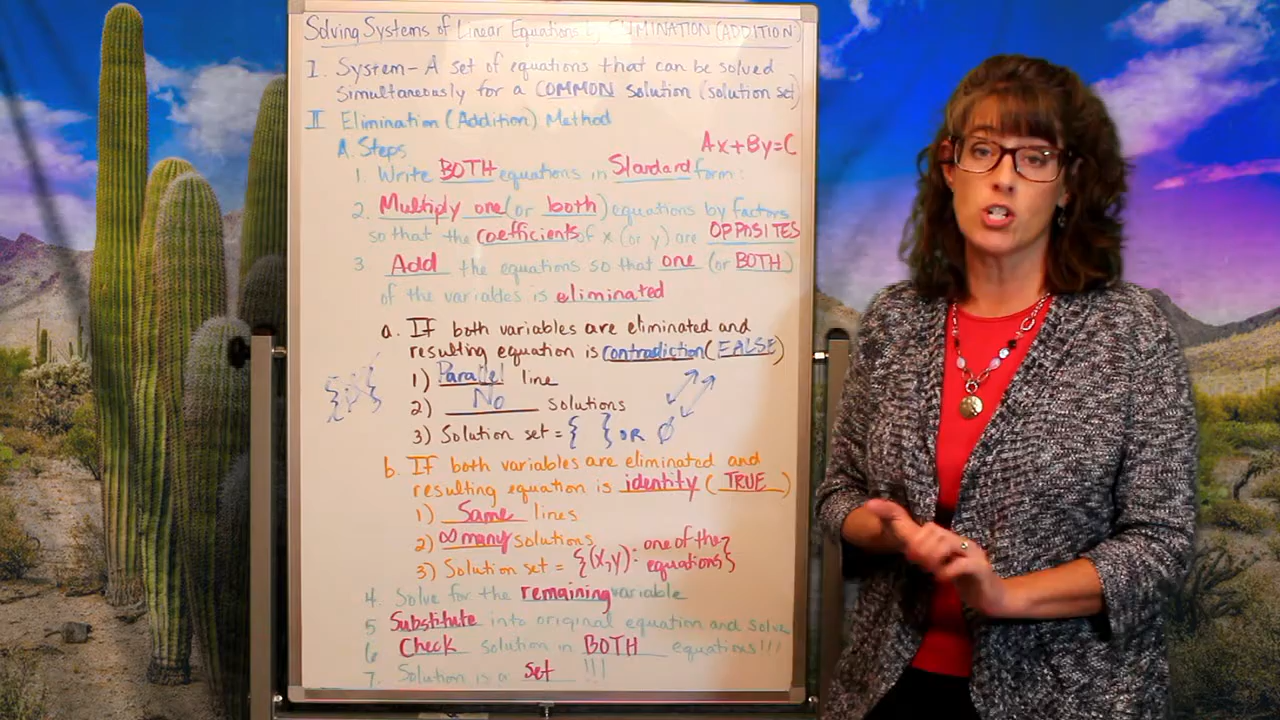 Solving Systems of Linear Equations by ELIMINATION (ADDITION)
I. System - A set of equations that can be solved
simultaneously for a COMMON solution (solution set)
II Elimination (Addition) Method
A. Steps
Ax+By=C
1. Write BOTH equations in Standard form:
2. Multiply one (or both) equations by factors
so that the coefficients of x (or y) are OPPOSITES
3 Add the equations so that one (or BOTH)
of the variables is eliminated
a. If both variables are eliminated and
resulting equation is contradiction (FALSE)
1) Parallel line
2) No solutions
3) Solution set = { } OR Ø
b. If both variables are eliminated and
resulting equation is identity (TRUE)
1) Same lines
2) ∞ many solutions
3) Solution set = {(x,y): one of the equations}
4. Solve for the remaining variable
5 Substitute into original equation and solve
6 Check solution in BOTH equations!!!
7. Solution is a set !!!